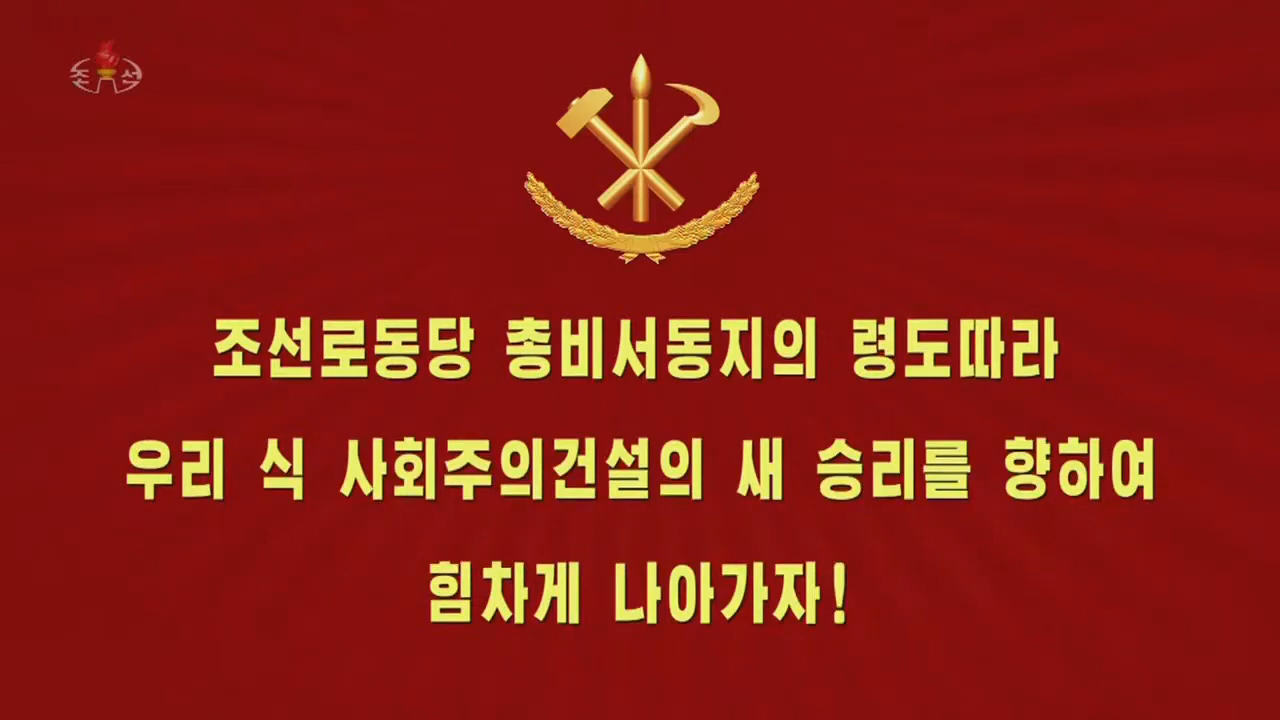 조선
조선로동당 총비서동지의 령도따라
우리 식 사회주의건설의 새 승리를 향하여
힘차게 나아가자!